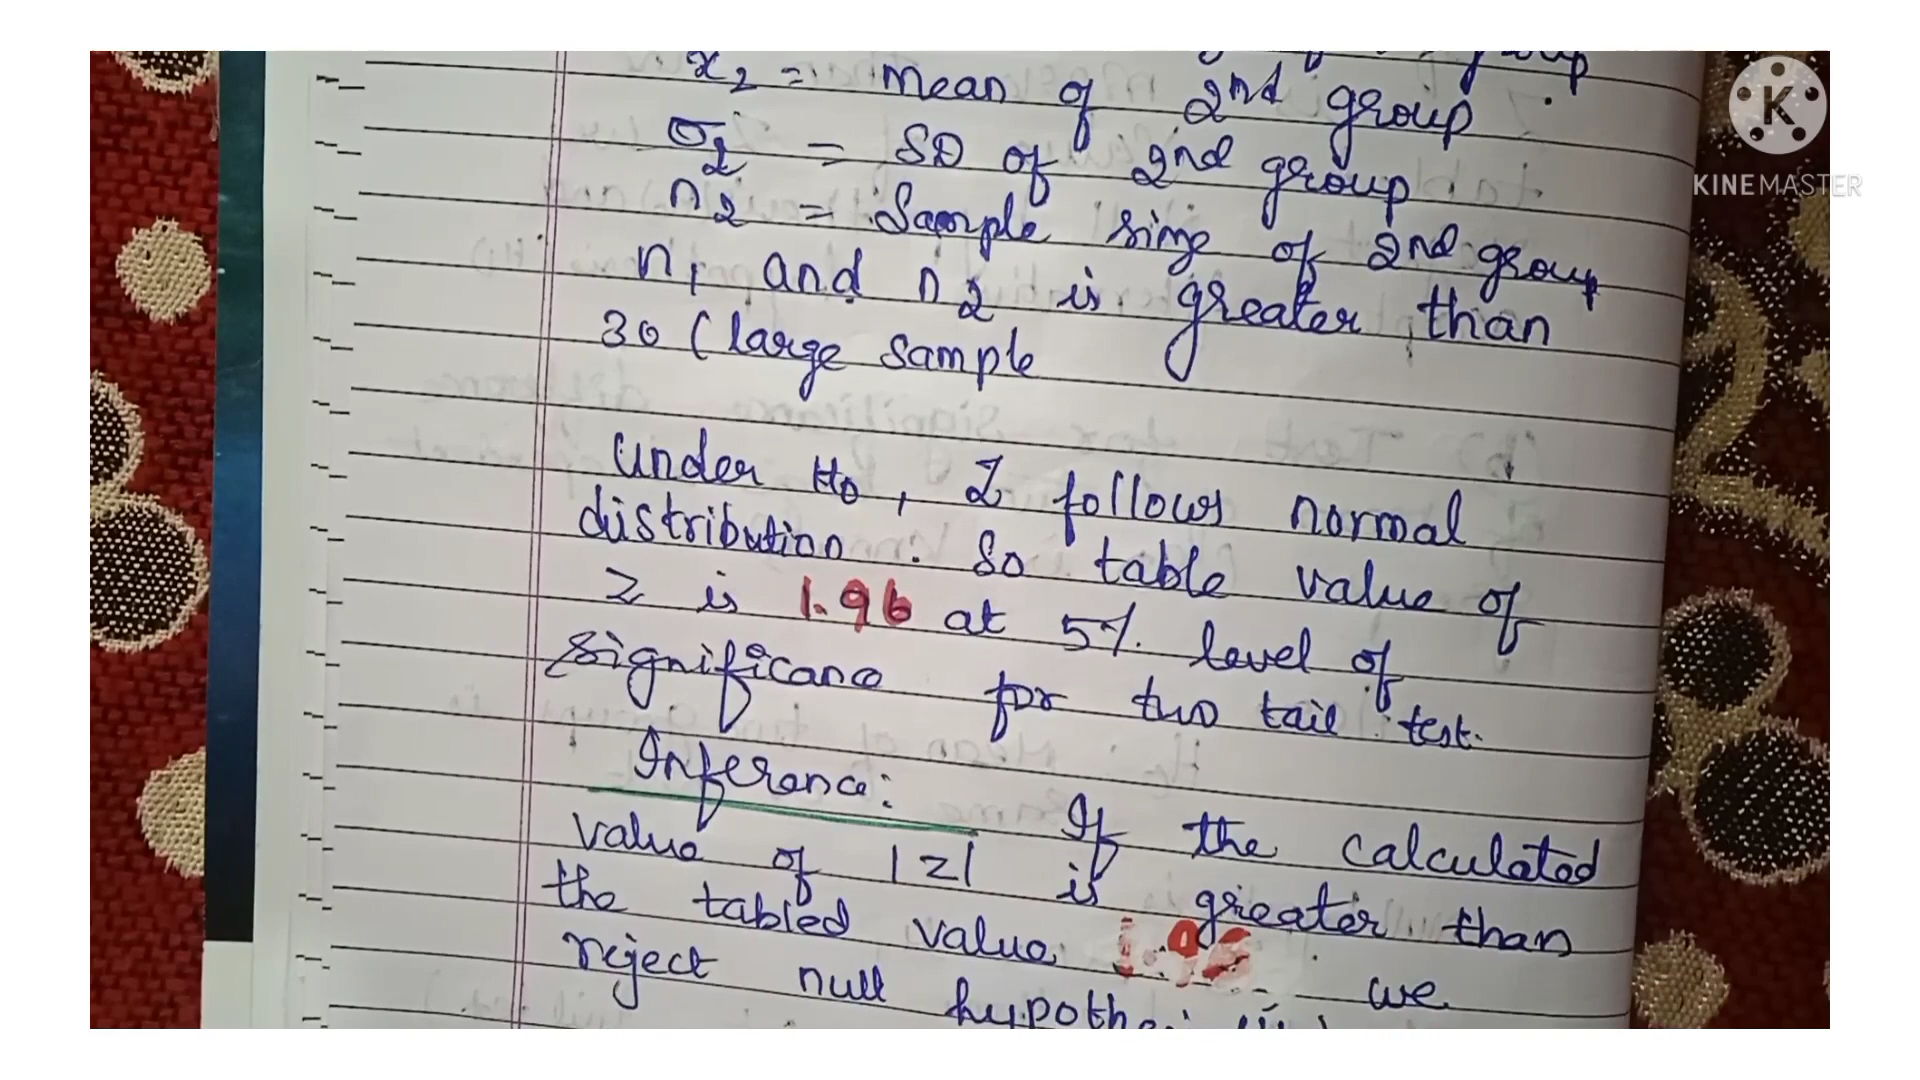 group
x₂ = Mean of 2nd group
σ₂ = SD of 2nd group
n₂ = Sample size of 2nd group
n₁ and n₂ is greater than
30 (large sample
Under H₀, Z follows normal
distribution. So table value of
Z is 1.96 at 5% level of
significance for two tail test.
Inference: If the calculated
value of |z| is greater than
the tabled value 1.96 we
reject null
K
KINEMASTER